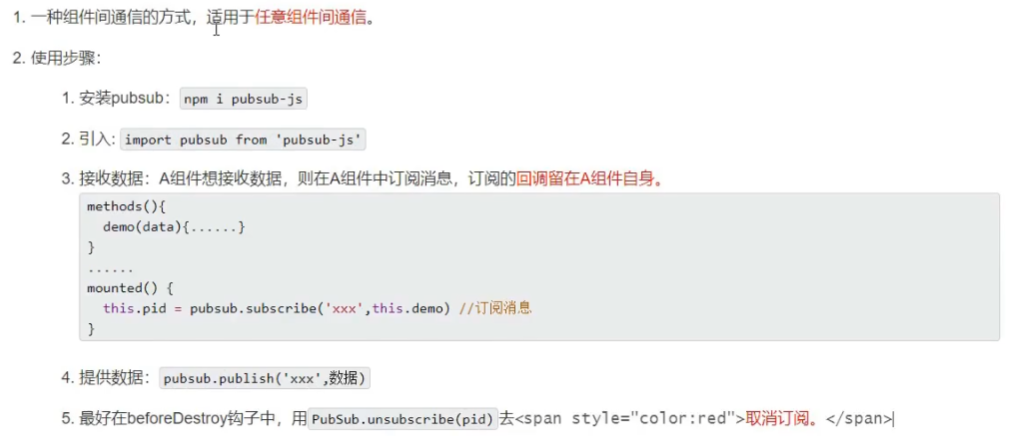 1. 一种组件间通信的方式，适用于任意组件间通信。
2. 使用步骤：
1. 安装pubsub：npm i pubsub-js
2. 引入: import pubsub from 'pubsub-js'
3. 接收数据：A组件想接收数据，则在A组件中订阅消息，订阅的回调留在A组件自身。
methods(){
  demo(data){......}
}
......
mounted() {
  this.pid = pubsub.subscribe('xxx',this.demo) //订阅消息
}
4. 提供数据：pubsub.publish('xxx',数据)
5. 最好在beforeDestroy钩子中，用PubSub.unsubscribe(pid)去<span style="color:red">取消订阅。</span>